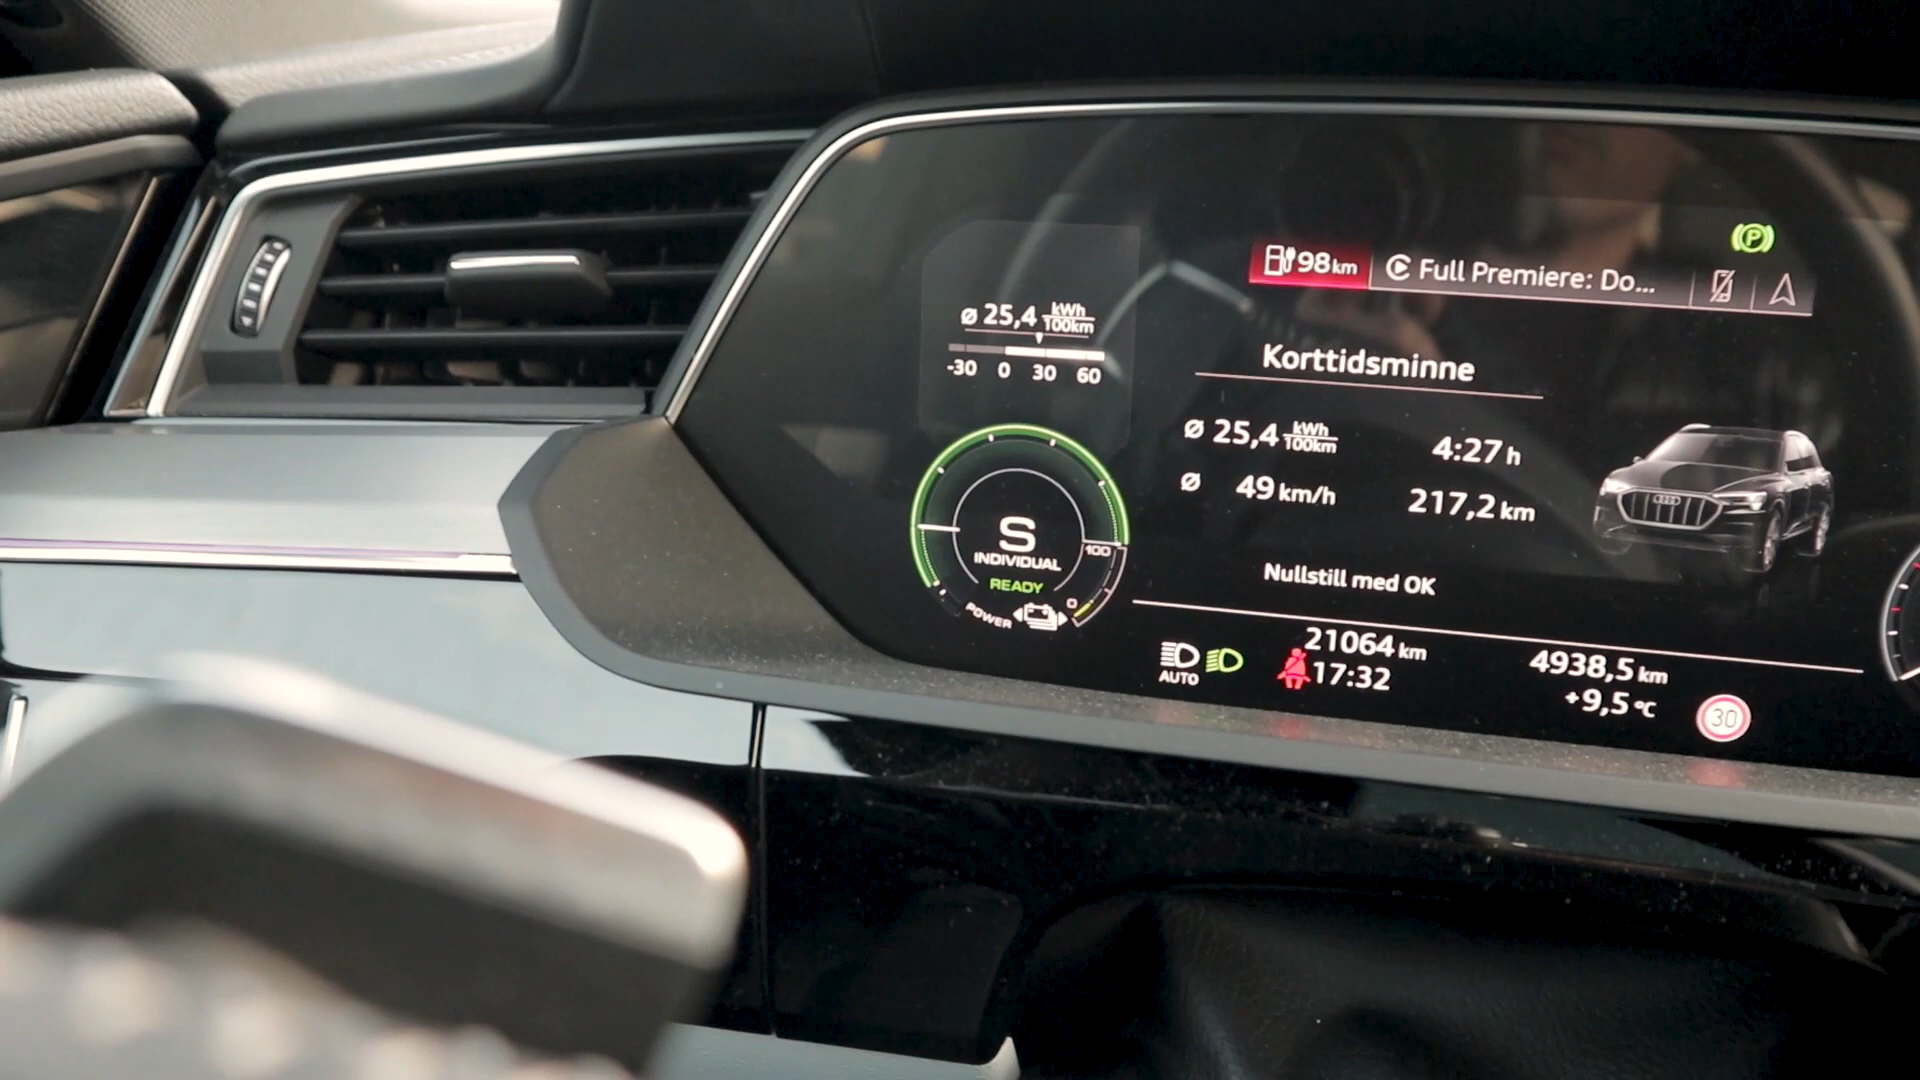 98 km Full Premiere: Do...
Ø 25,4 kWh/100km
-30 0 30 60
Korttidsminne
Ø 25,4 kWh/100km 4:27 h
Ø 49 km/h 217,2 km
Nullstill med OK
S
INDIVIDUAL
READY
POWER
100
0
21064 km 4938,5 km
AUTO 17:32 +9,5 °C
30
P